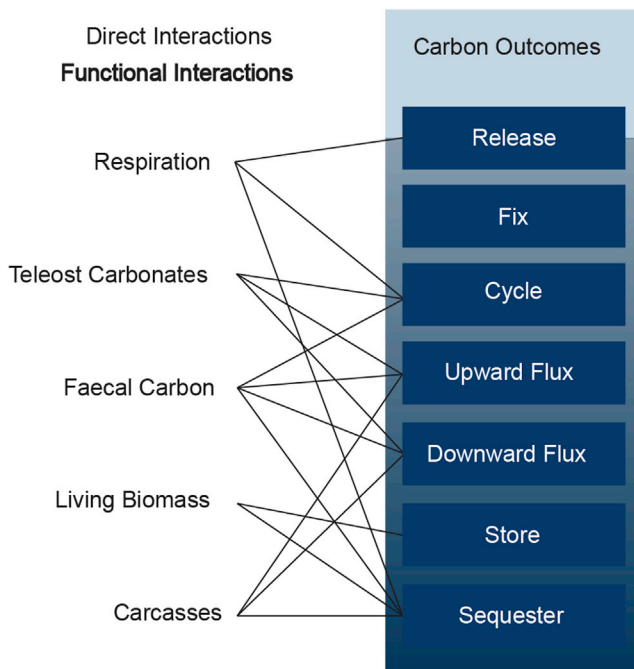 Direct Interactions
Functional Interactions
Respiration
Teleost Carbonates
Faecal Carbon
Living Biomass
Carcasses
Carbon Outcomes
Release
Fix
Cycle
Upward Flux
Downward Flux
Store
Sequester